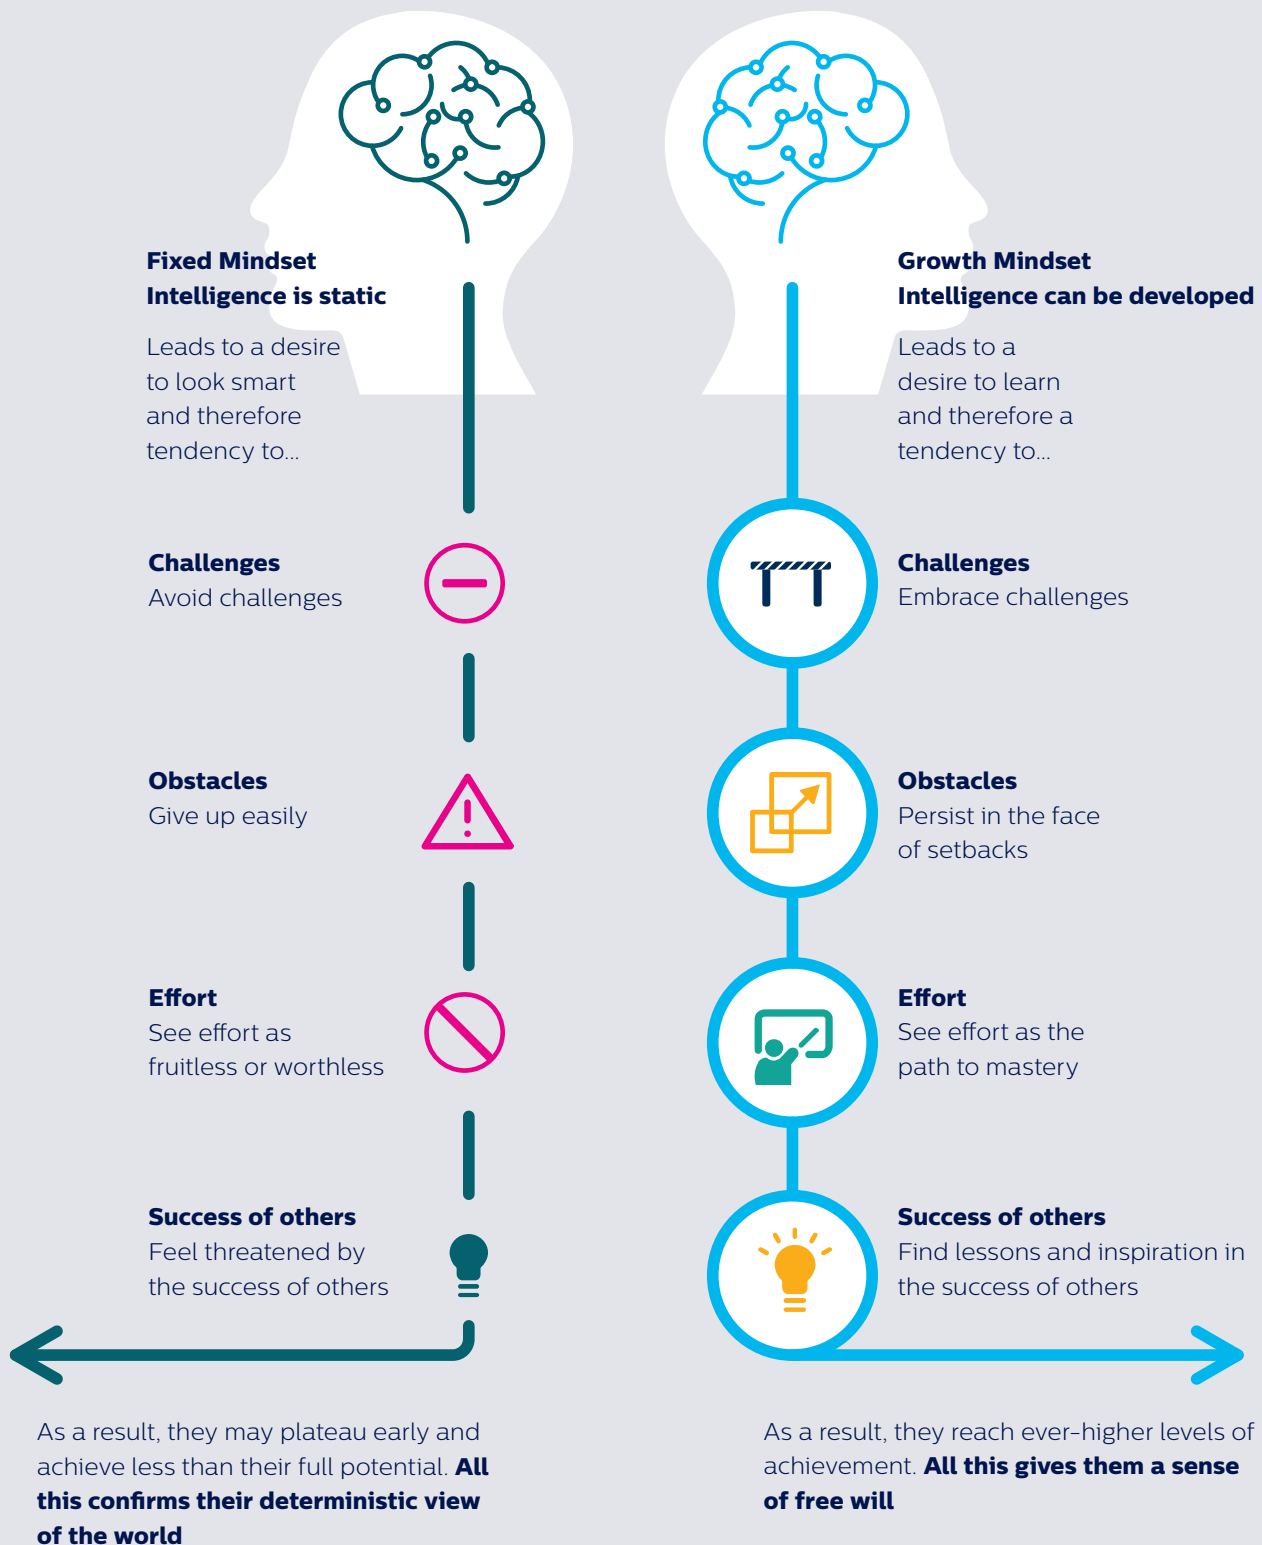 Fixed Mindset
Intelligence is static
Leads to a desire
to look smart
and therefore
tendency to...
Challenges
Avoid challenges
Obstacles
Give up easily
Effort
See effort as
fruitless or worthless
Success of others
Feel threatened by
the success of others
As a result, they may plateau early and
achieve less than their full potential. All
this confirms their deterministic view
of the world
Growth Mindset
Intelligence can be developed
Leads to a
desire to learn
and therefore a
tendency to...
Challenges
Embrace challenges
Obstacles
Persist in the face
of setbacks
Effort
See effort as the
path to mastery
Success of others
Find lessons and inspiration in
the success of others
As a result, they reach ever-higher levels of
achievement. All this gives them a sense
of free will